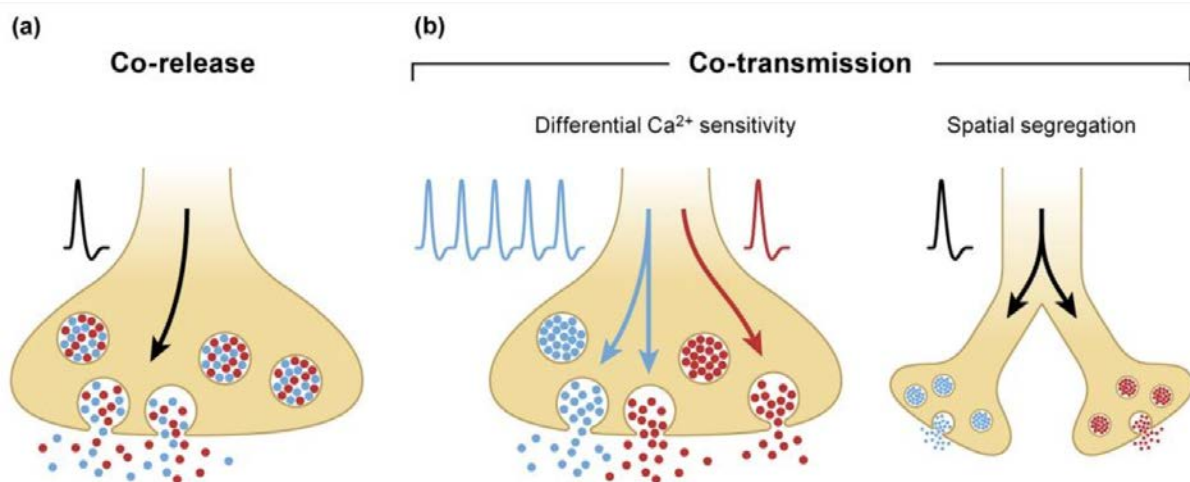 (a)
Co-release
(b)
Co-transmission
Differential Ca²⁺ sensitivity
Spatial segregation